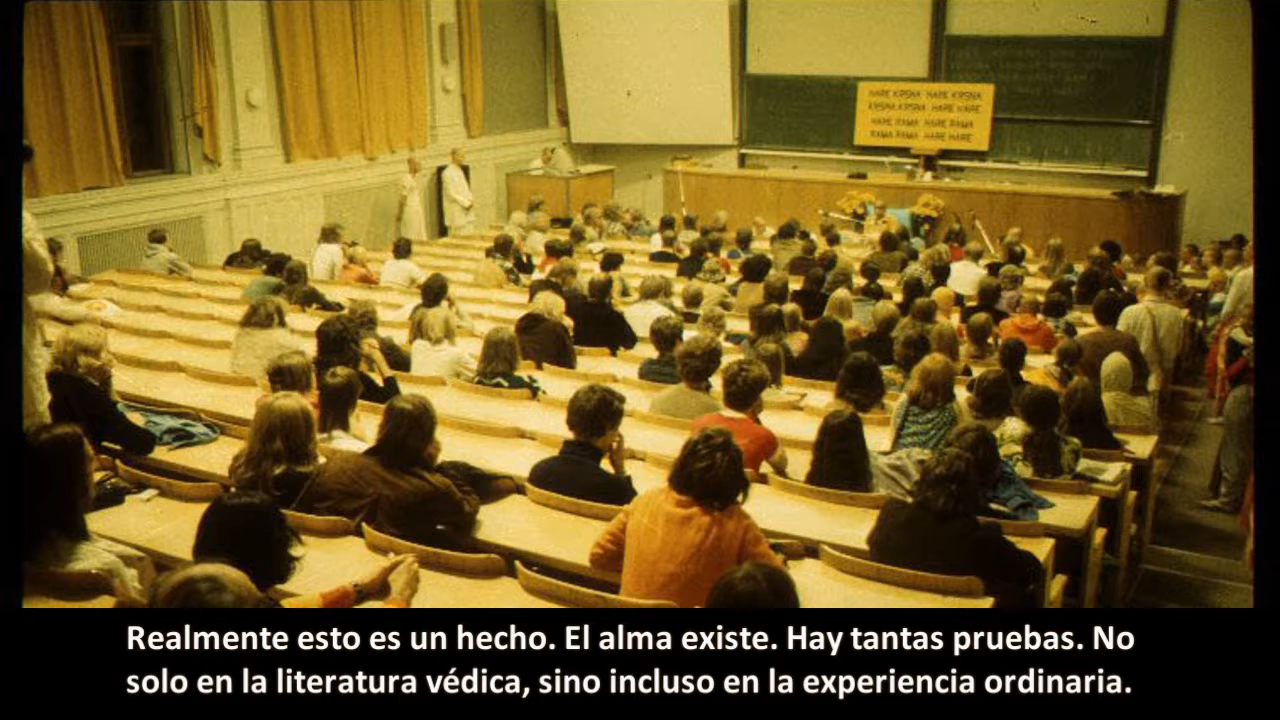 HARE KRSNA HARE KRSNA
KRSNA KRSNA HARE HARE
HARE RAMA HARE RAMA
RAMA RAMA HARE HARE
Realmente esto es un hecho. El alma existe. Hay tantas pruebas. No
solo en la literatura védica, sino incluso en la experiencia ordinaria.